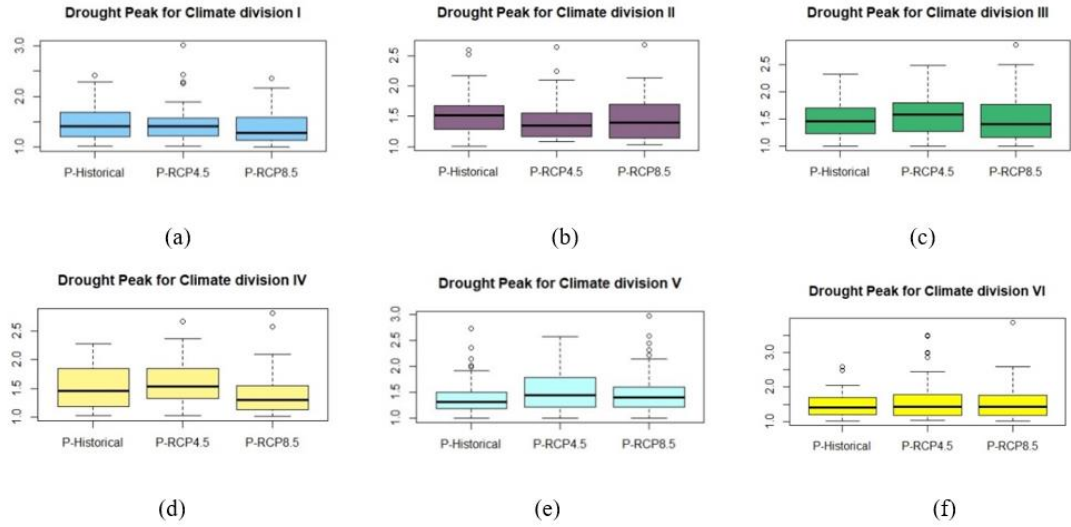 Drought Peak for Climate division I
3.0
2.0
1.0
P-Historical P-RCP4.5 P-RCP8.5
(a)
Drought Peak for Climate division II
2.5
2.0
1.5
1.0
P-Historical P-RCP4.5 P-RCP8.5
(b)
Drought Peak for Climate division III
2.5
2.0
1.5
1.0
P-Historical P-RCP4.5 P-RCP8.5
(c)
Drought Peak for Climate division IV
2.5
2.0
1.5
1.0
P-Historical P-RCP4.5 P-RCP8.5
(d)
Drought Peak for Climate division V
3.0
2.5
2.0
1.5
1.0
P-Historical P-RCP4.5 P-RCP8.5
(e)
Drought Peak for Climate division VI
3.0
2.0
1.0
P-Historical P-RCP4.5 P-RCP8.5
(f)